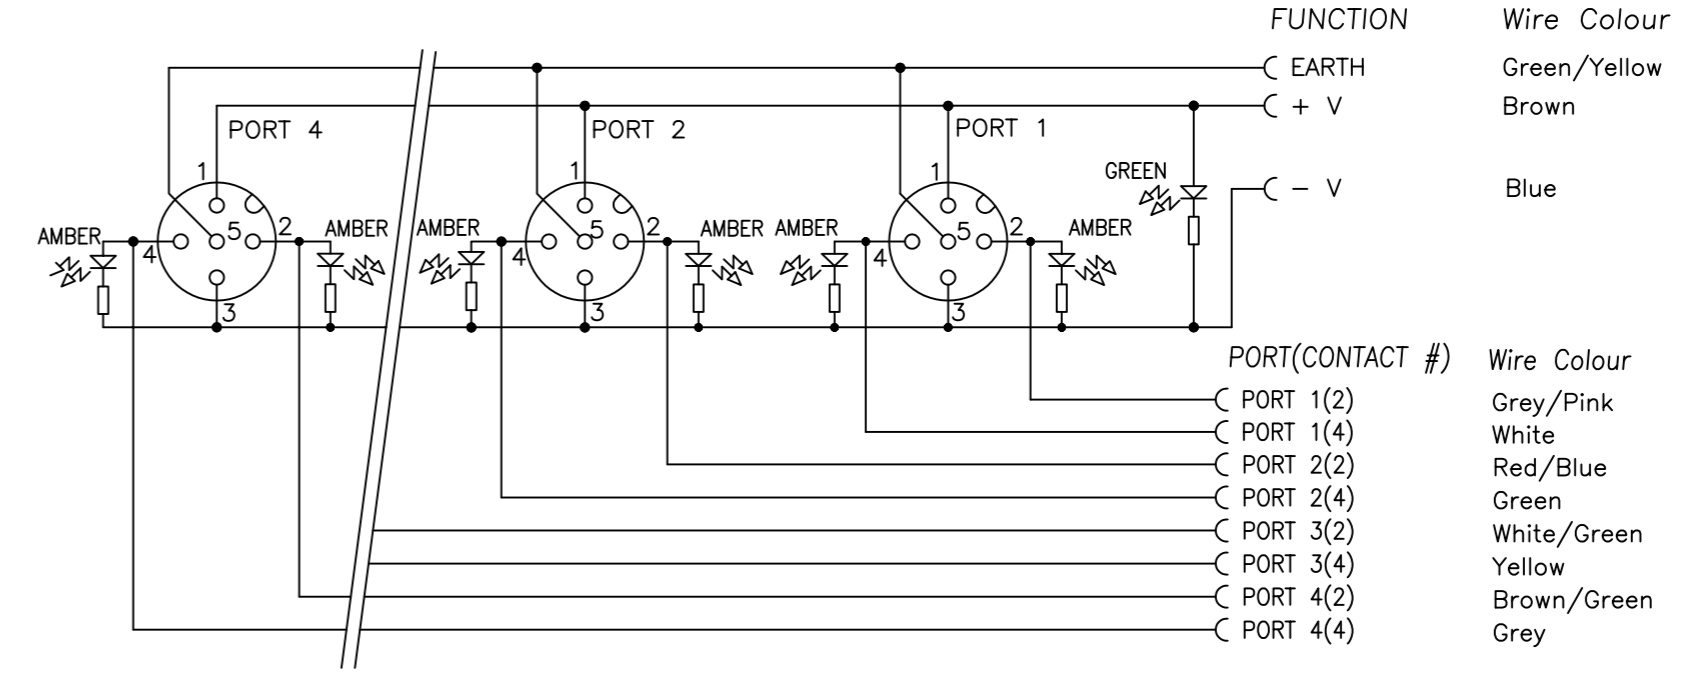 FUNCTION Wire Colour
EARTH Green/Yellow
+ V Brown
PORT 4 PORT 2 PORT 1
1 1 1 GREEN
- V Blue
AMBER 4 5 2 AMBER AMBER 4 5 2 AMBER AMBER 4 5 2 AMBER
3 3 3
PORT(CONTACT #) Wire Colour
PORT 1(2) Grey/Pink
PORT 1(4) White
PORT 2(2) Red/Blue
PORT 2(4) Green
PORT 3(2) White/Green
PORT 3(4) Yellow
PORT 4(2) Brown/Green
PORT 4(4) Grey